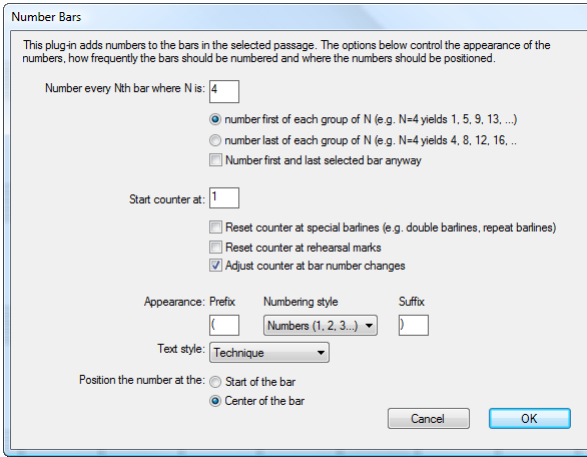 Number Bars
This plug-in adds numbers to the bars in the selected passage. The options below control the appearance of the
numbers, how frequently the bars should be numbered and where the numbers should be positioned.
Number every Nth bar where N is: 4
number first of each group of N (e.g. N=4 yields 1, 5, 9, 13, ...)
number last of each group of N (e.g. N=4 yields 4, 8, 12, 16, ..
Number first and last selected bar anyway
Start counter at: 1
Reset counter at special barlines (e.g. double barlines, repeat barlines)
Reset counter at rehearsal marks
Adjust counter at bar number changes
Appearance: Prefix Numbering style Suffix
( Numbers (1, 2, 3...) )
Text style: Technique
Position the number at the: Start of the bar
Center of the bar
Cancel OK